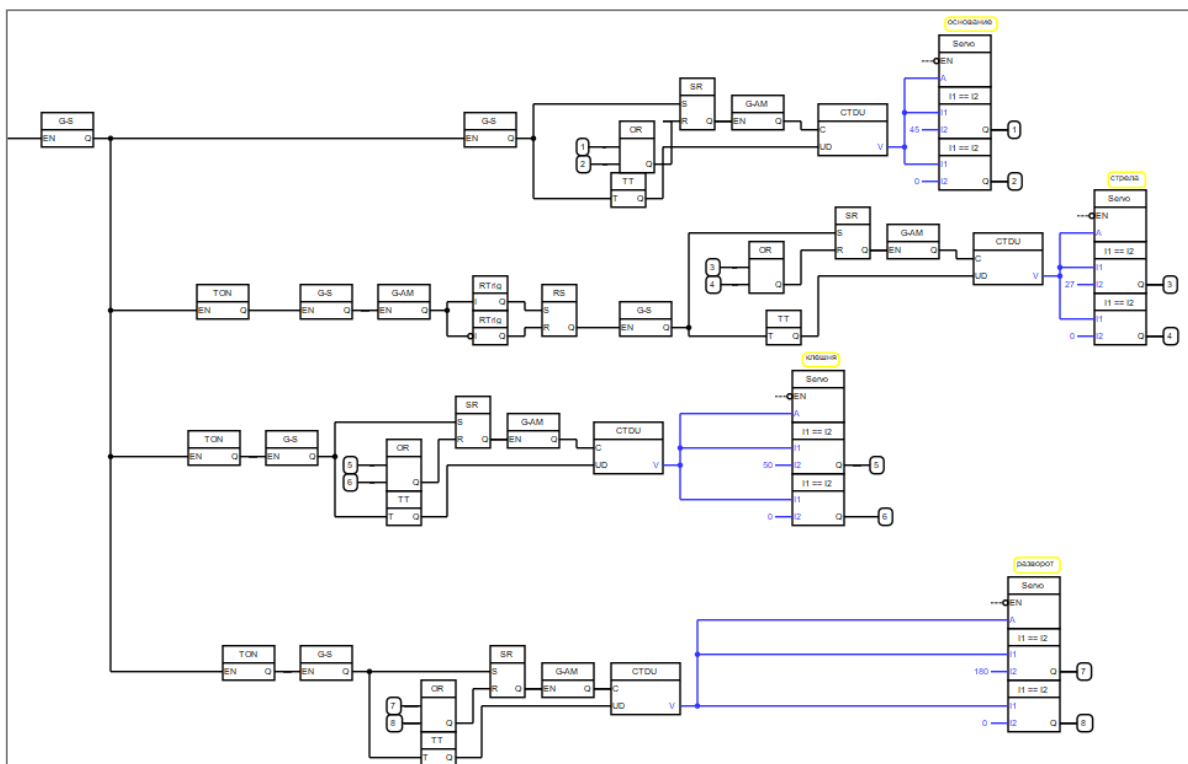 основание
Servo
EN
A
I1 == I2
I1
45 I2 Q 1
I1 == I2
I1
0 I2 Q 2
G-S
EN Q
G-S
EN Q
SR
S
R Q
G-AM
EN Q
CTDU
C
UD
V
OR
1
2 Q
TT
T Q
стрела
Servo
EN
A
I1 == I2
I1
27 I2 Q 3
I1 == I2
I1
0 I2 Q 4
TON
EN Q
G-S
EN Q
G-AM
EN Q
RTrig
I Q
RTrig
I Q
RS
S
R Q
G-S
EN Q
SR
S
R Q
G-AM
EN Q
CTDU
C
UD V
OR
3
4 Q
TT
T Q
клешня
Servo
EN
A
I1 == I2
I1
50 I2 Q 5
I1 == I2
I1
0 I2 Q 6
TON
EN Q
G-S
EN Q
SR
S
R Q
G-AM
EN Q
CTDU
C
UD V
OR
5
6 Q
TT
T Q
разворот
Servo
EN
A
I1 == I2
I1
180 I2 Q 7
I1 == I2
I1
0 I2 Q 8
TON
EN Q
G-S
EN Q
SR
S
R Q
G-AM
EN Q
CTDU
C
UD V
OR
7
8 Q
TT
T Q